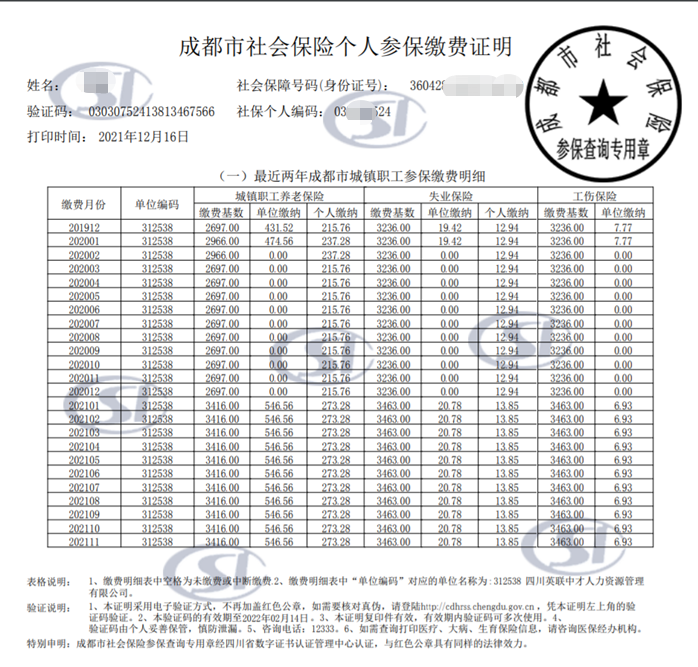 成都市社会保险个人参保缴费证明
成都市社会保险
参保查询专用章
姓名： 社会保障号码(身份证号)： 36042
验证码： 03030752413813467566 社保个人编码： 03 524
打印时间： 2021年12月16日
（一）最近两年成都市城镇职工参保缴费明细
缴费月份 单位编码 城镇职工养老保险 失业保险 工伤保险
缴费基数 单位缴纳 个人缴纳 缴费基数 单位缴纳 个人缴纳 缴费基数 单位缴纳
201912 312538 2697.00 431.52 215.76 3236.00 19.42 12.94 3236.00 7.77
202001 312538 2966.00 474.56 237.28 3236.00 19.42 12.94 3236.00 7.77
202002 312538 2966.00 0.00 237.28 3236.00 0.00 12.94 3236.00 0.00
202003 312538 2697.00 0.00 215.76 3236.00 0.00 12.94 3236.00 0.00
202004 312538 2697.00 0.00 215.76 3236.00 0.00 12.94 3236.00 0.00
202005 312538 2697.00 0.00 215.76 3236.00 0.00 12.94 3236.00 0.00
202006 312538 2697.00 0.00 215.76 3236.00 0.00 12.94 3236.00 0.00
202007 312538 2697.00 0.00 215.76 3236.00 0.00 12.94 3236.00 0.00
202008 312538 2697.00 0.00 215.76 3236.00 0.00 12.94 3236.00 0.00
202009 312538 2697.00 0.00 215.76 3236.00 0.00 12.94 3236.00 0.00
202010 312538 2697.00 0.00 215.76 3236.00 0.00 12.94 3236.00 0.00
202011 312538 2697.00 0.00 215.76 3236.00 0.00 12.94 3236.00 0.00
202012 312538 2697.00 0.00 215.76 3236.00 0.00 12.94 3236.00 0.00
202101 312538 3416.00 546.56 273.28 3463.00 20.78 13.85 3463.00 6.93
202102 312538 3416.00 546.56 273.28 3463.00 20.78 13.85 3463.00 6.93
202103 312538 3416.00 546.56 273.28 3463.00 20.78 13.85 3463.00 6.93
202104 312538 3416.00 546.56 273.28 3463.00 20.78 13.85 3463.00 6.93
202105 312538 3416.00 546.56 273.28 3463.00 20.78 13.85 3463.00 6.93
202106 312538 3416.00 546.56 273.28 3463.00 20.78 13.85 3463.00 6.93
202107 312538 3416.00 546.56 273.28 3463.00 20.78 13.85 3463.00 6.93
202108 312538 3416.00 546.56 273.28 3463.00 20.78 13.85 3463.00 6.93
202109 312538 3416.00 546.56 273.28 3463.00 20.78 13.85 3463.00 6.93
202110 312538 3416.00 546.56 273.28 3463.00 20.78 13.85 3463.00 6.93
202111 312538 3416.00 546.56 273.28 3463.00 20.78 13.85 3463.00 6.93
表格说明： 1、缴费明细表中空格为未缴费或中断缴费.2、缴费明细表中“单位编码”对应的单位名称为:312538 四川英联中才人力资源管理
有限公司。
验证说明： 1、本证明采用电子验证方式，不再加盖红色公章，如需要核对真伪，请登陆http://cdhrss.chengdu.gov.cn，凭本证明左上角的验
证码验证。2、本验证码的有效期至2022年02月14日。3、本证明复印件有效，有效期内验证码可多次使用。4、
验证码由个人妥善保管，慎防泄漏。5、咨询电话：12333。6、如需查询打印医疗、大病、生育保险信息，请咨询医保经办机构。
特别申明：成都市社会保险参保查询专用章经四川省数字证书认证管理中心认证，与红色公章具有同样的法律效力。